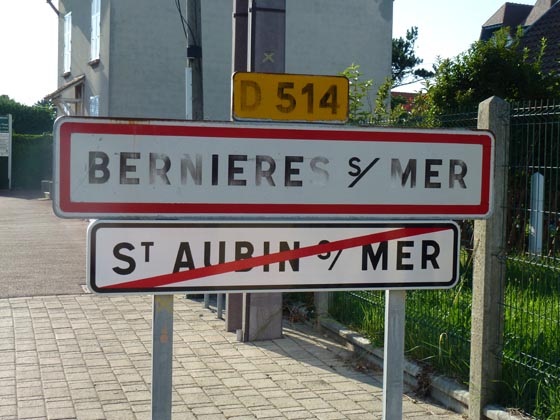 D 514
BERNIERES S/ MER
ST AUBIN S/ MER